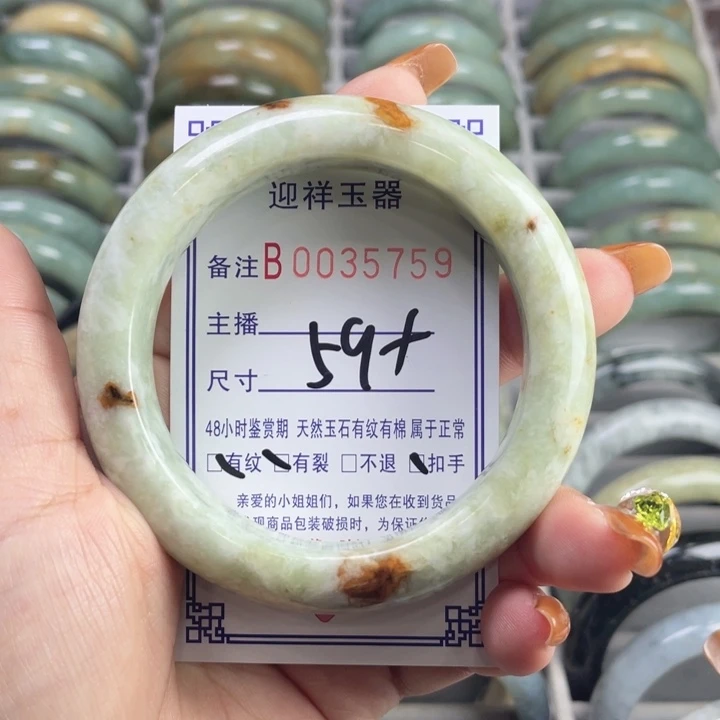 迎祥玉器
备注B0035759
主播
尺寸 59+
48小时鉴赏期 天然玉石有纹有棉 属于正常
□有纹 □有裂 □不退 □扣手
亲爱的小姐姐们，如果您在收到货品
现商品包装破损时，为保证